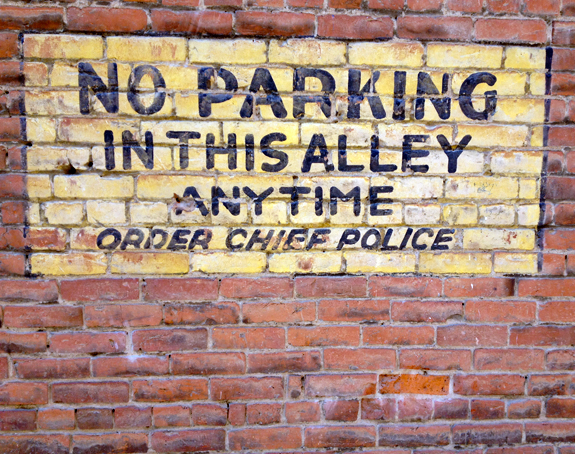 NO PARKING
IN THIS ALLEY
ANYTIME
ORDER CHIEF POLICE